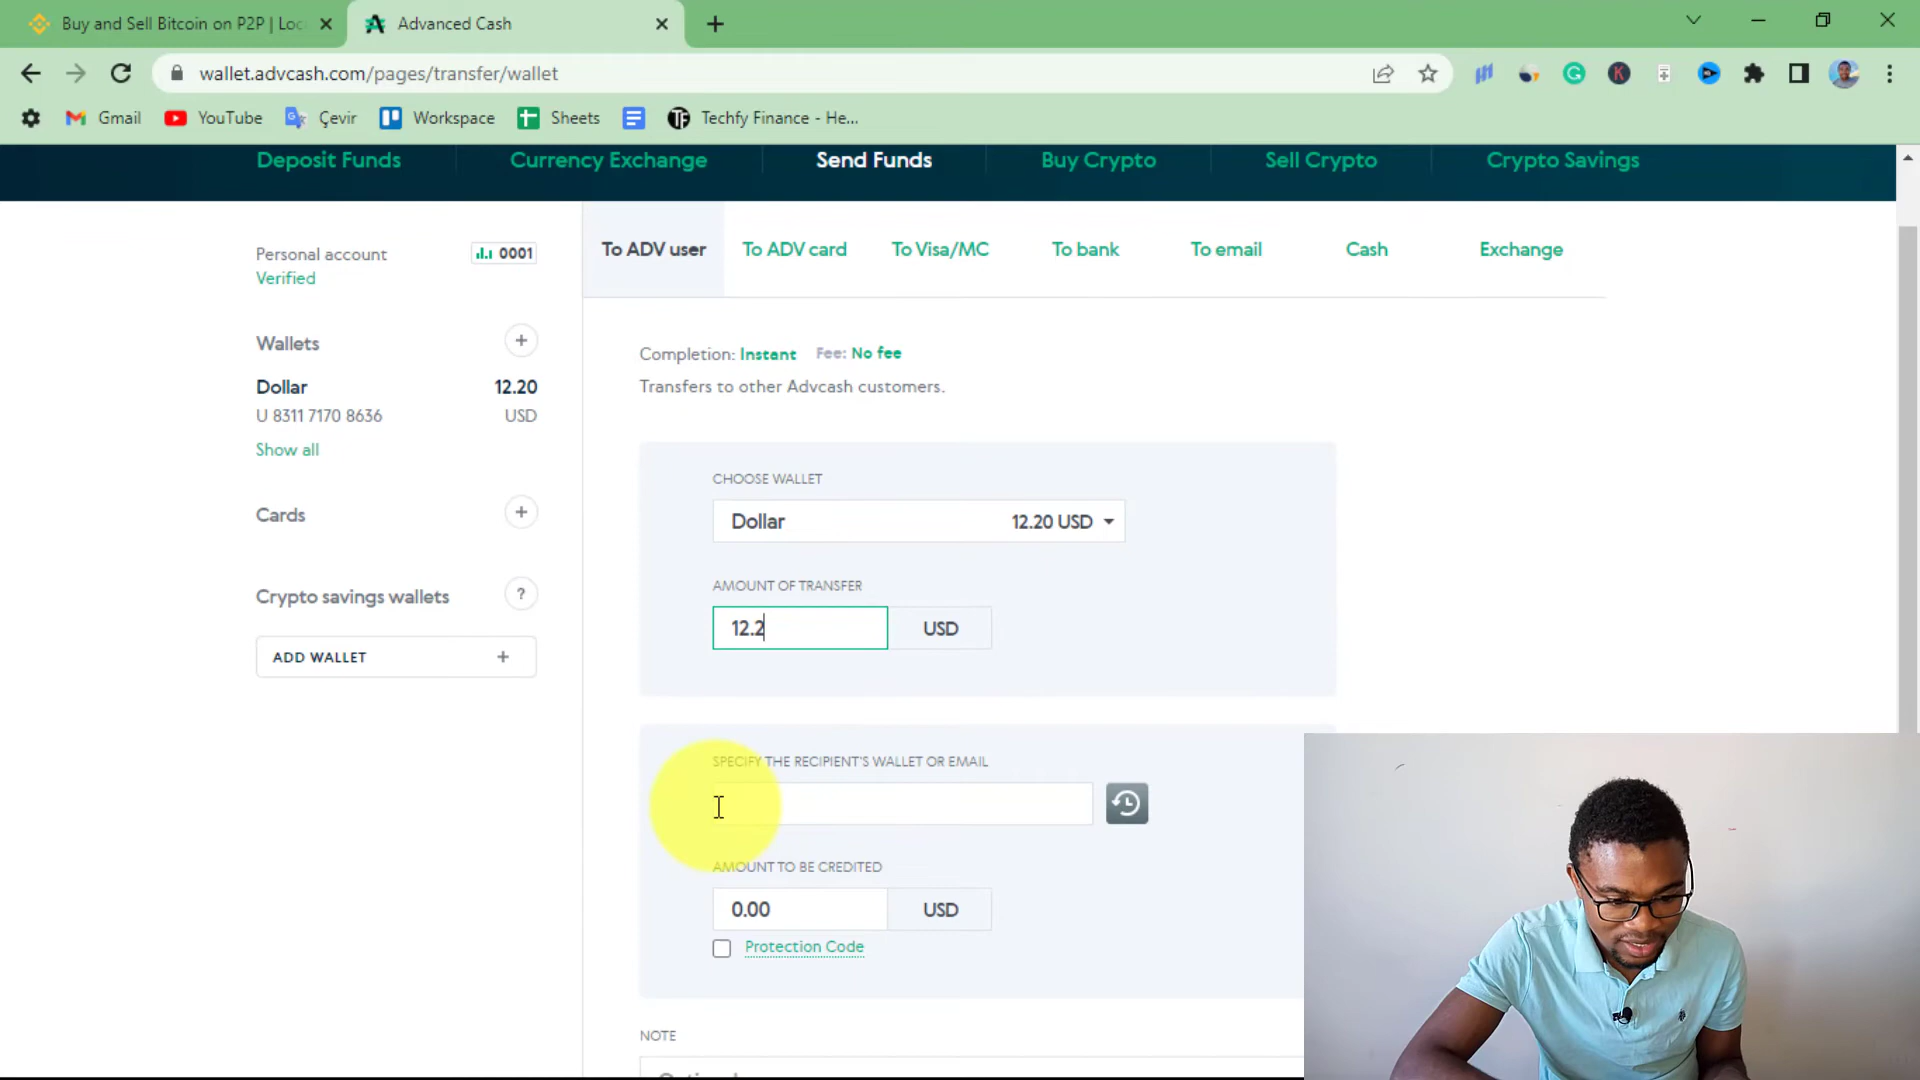 Buy and Sell Bitcoin on P2P | Loc
Advanced Cash
wallet.advcash.com/pages/transfer/wallet
Gmail YouTube Çevir Workspace Sheets Techfy Finance - He...
Deposit Funds Currency Exchange Send Funds Buy Crypto Sell Crypto Crypto Savings
To ADV user To ADV card To Visa/MC To bank To email Cash Exchange
Personal account 0001
Verified
Wallets
Dollar 12.20
U 8311 7170 8636 USD
Show all
Cards
Crypto savings wallets ?
ADD WALLET +
Completion: Instant Fee: No fee
Transfers to other Advcash customers.
CHOOSE WALLET
Dollar 12.20 USD
AMOUNT OF TRANSFER
12.2 USD
SPECIFY THE RECIPIENT'S WALLET OR EMAIL
AMOUNT TO BE CREDITED
0.00 USD
Protection Code
NOTE